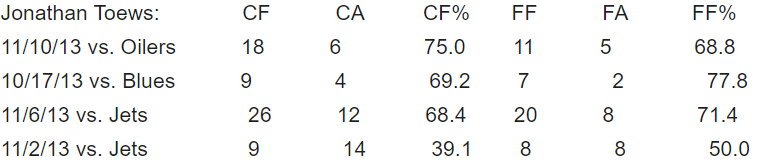 Jonathan Toews: CF CA CF% FF FA FF%
11/10/13 vs. Oilers 18 6 75.0 11 5 68.8
10/17/13 vs. Blues 9 4 69.2 7 2 77.8
11/6/13 vs. Jets 26 12 68.4 20 8 71.4
11/2/13 vs. Jets 9 14 39.1 8 8 50.0